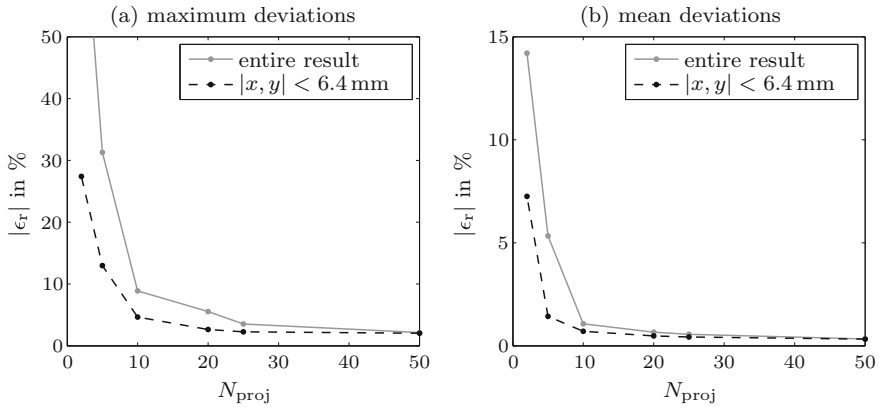 (a) maximum deviations
50
40
30
20
10
0
|ϵr| in %
entire result
|x, y| < 6.4 mm
0 10 20 30 40 50
Nproj
(b) mean deviations
15
10
5
0
|ϵr| in %
entire result
|x, y| < 6.4 mm
0 10 20 30 40 50
Nproj